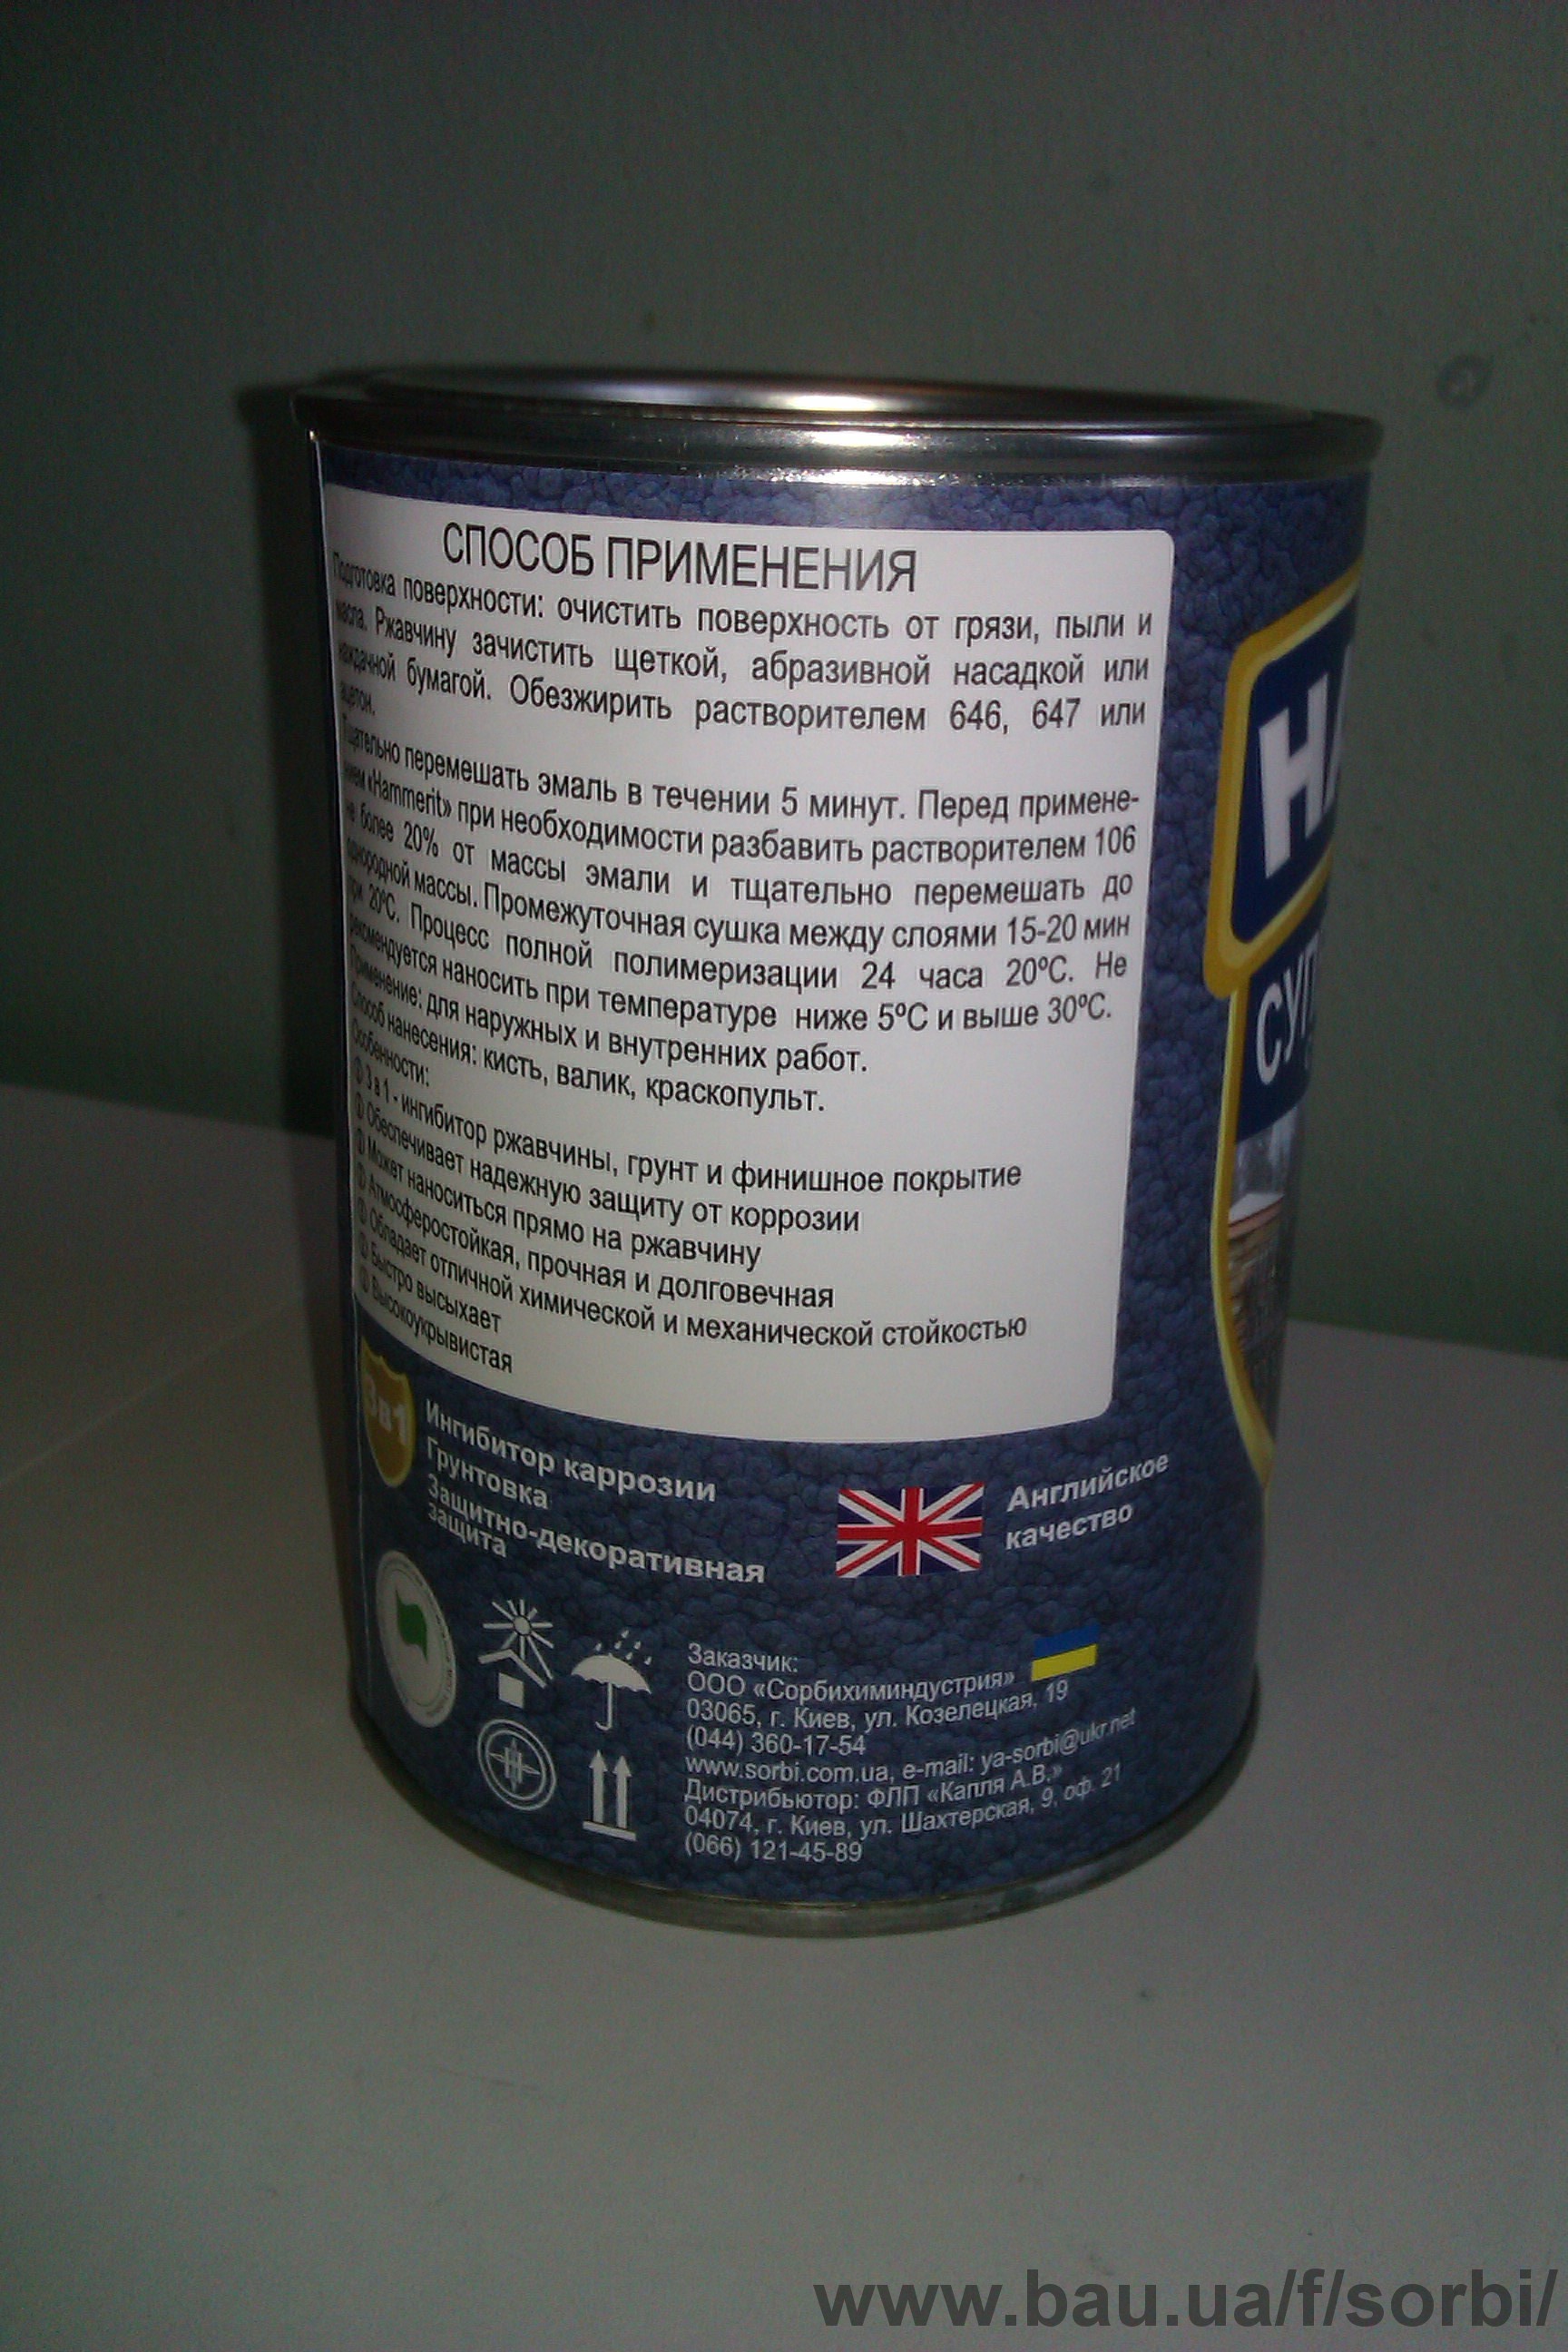 СПОСОБ ПРИМЕНЕНИЯ
Подготовка поверхности: очистить поверхность от грязи, пыли и
масла. Ржавчину зачистить щеткой, абразивной насадкой или
наждачной бумагой. Обезжирить растворителем 646, 647 или
ацетон.
Тщательно перемешать эмаль в течении 5 минут. Перед примене-
нием «Hammerit» при необходимости разбавить растворителем 106
не более 20% от массы эмали и тщательно перемешать до
однородной массы. Промежуточная сушка между слоями 15-20 мин
при 20ºС. Процесс полной полимеризации 24 часа 20ºС. Не
рекомендуется наносить при температуре ниже 5ºС и выше 30ºС.
Применение: для наружных и внутренних работ.
Способ нанесения: кисть, валик, краскопульт.
Особенности:
3 в 1 - ингибитор ржавчины, грунт и финишное покрытие
Обеспечивает надежную защиту от коррозии
Может наноситься прямо на ржавчину
Атмосферостойкая, прочная и долговечная
Обладает отличной химической и механической стойкостью
Быстро высыхает
Высокоукрывистая
3в1
Ингибитор каррозии
Грунтовка
Защитно-декоративная
защита
Английское
качество
Заказчик:
ООО «Сорбихиминдустрия»
03065, г. Киев, ул. Козелецкая, 19
(044) 360-17-54
www.sorbi.com.ua, e-mail: ya-sorbi@ukr.net
Дистрибьютор: ФЛП «Капля А.В.»
04074, г. Киев, ул. Шахтерская, 9, оф. 21
(066) 121-45-89
www.bau.ua/f/sorbi/